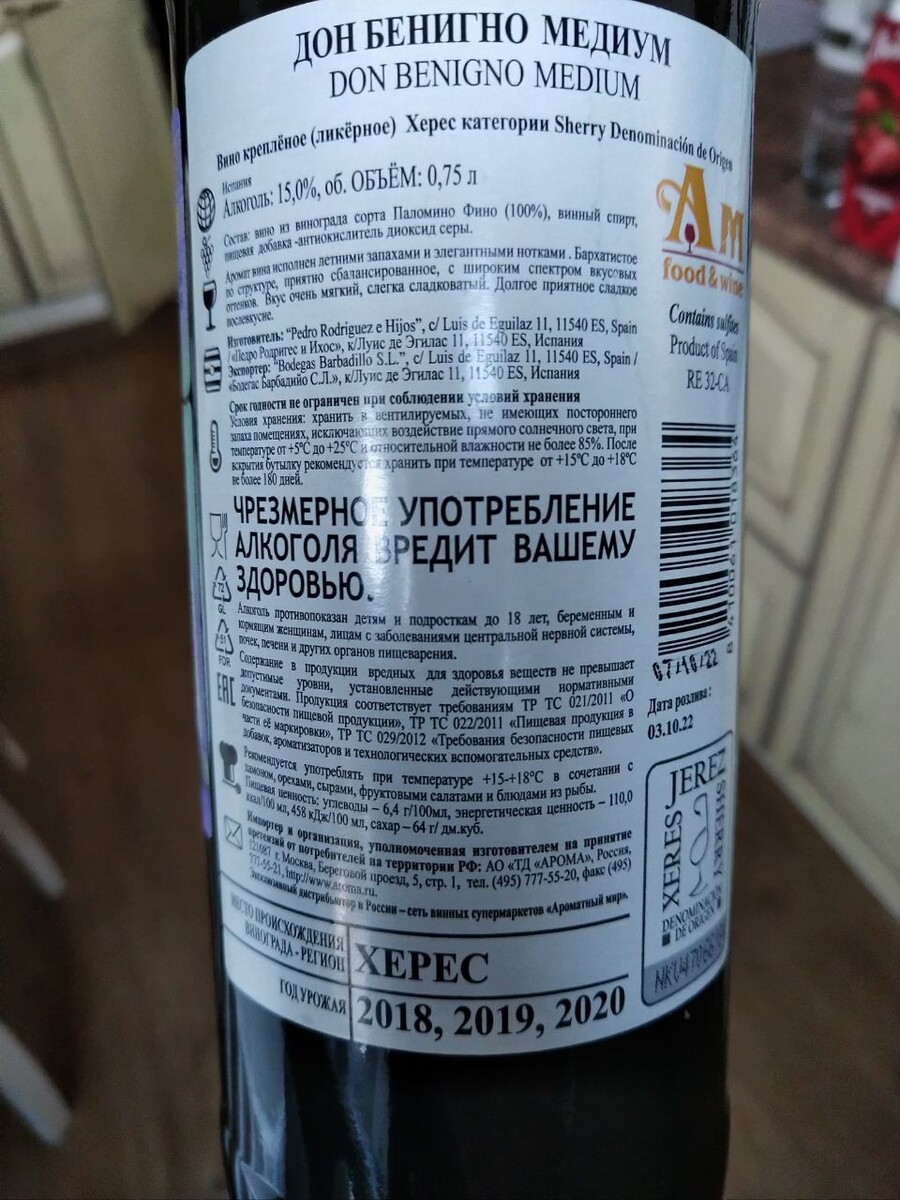 ДОН БЕНИГНО МЕДИУМ
DON BENIGNO MEDIUM
Вино креплёное (ликёрное) Херес категории Sherry Denominación de Origen
Испания
Алкоголь: 15,0%, об. ОБЪЁМ: 0,75 л
Состав: вино из винограда сорта Паломино Фино (100%), винный спирт,
пищевая добавка -антиокислитель диоксид серы.
Аромат вина исполнен летними запахами и элегантными нотками . Бархатистое
по структуре, приятно сбалансированное, с широким спектром вкусовых
оттенков. Вкус очень мягкий, слегка сладковатый. Долгое приятное сладкое
послевкусие.
Изготовитель: "Pedro Rodriguez e Hijos", c/ Luis de Eguilaz 11, 11540 ES, Spain
/ «Педро Родригес и Ихос», к/Луис де Эгилас 11, 11540 ES, Испания
Экспортер: "Bodegas Barbadillo S.L.", c/ Luis de Eguilaz 11, 11540 ES, Spain /
«Бодегас Барбадийо С.Л.», к/Луис де Эгилас 11, 11540 ES, Испания
Срок годности не ограничен при соблюдении условий хранения
Условия хранения: хранить в вентилируемых, не имеющих постороннего
запаха помещениях, исключающих воздействие прямого солнечного света, при
температуре от +5°С до +25°С и относительной влажности не более 85%. После
вскрытия бутылку рекомендуется хранить при температуре от +15°С до +18°С
не более 180 дней.
ЧРЕЗМЕРНОЕ УПОТРЕБЛЕНИЕ
АЛКОГОЛЯ ВРЕДИТ ВАШЕМУ
ЗДОРОВЬЮ.
Алкоголь противопоказан детям и подросткам до 18 лет, беременным и
кормящим женщинам, лицам с заболеваниями центральной нервной системы,
почек, печени и других органов пищеварения.
Содержание в продукции вредных для здоровья веществ не превышает
допустимые уровни, установленные действующими нормативными
документами. Продукция соответствует требованиям ТР ТС 021/2011 «О
безопасности пищевой продукции», ТР ТС 022/2011 «Пищевая продукция в
части её маркировки», ТР ТС 029/2012 «Требования безопасности пищевых
добавок, ароматизаторов и технологических вспомогательных средств».
Рекомендуется употреблять при температуре +15-+18°С в сочетании с
хамоном, орехами, сырами, фруктовыми салатами и блюдами из рыбы.
Пищевая ценность: углеводы – 6,4 г/100мл, энергетическая ценность – 110,0
ккал/100 мл, 458 кДж/100 мл, сахар – 64 г/ дм.куб.
Импортер и организация, уполномоченная изготовителем на принятие
претензий от потребителей на территории РФ: АО «ТД «АРОМА», Россия,
121087 г. Москва, Береговой проезд, 5, стр. 1, тел. (495) 777-55-20, факс (495)
777-55-21, http://www.aroma.ru.
Эксклюзивный дистрибьютор в России – сеть винных супермаркетов «Ароматный мир».
МЕСТО ПРОИСХОЖДЕНИЯ
ВИНОГРАДА - РЕГИОН
ХЕРЕС
ГОД УРОЖАЯ
2018, 2019, 2020
72
GL
51
FOR
EAC
Ам
food & wine
Contains sulfites
Product of Spain
RE 32-CA
07/10/22
Дата розлива:
03.10.22
XERES JEREZ SHERRY
DENOMINACIÓN
DE ORIGEN